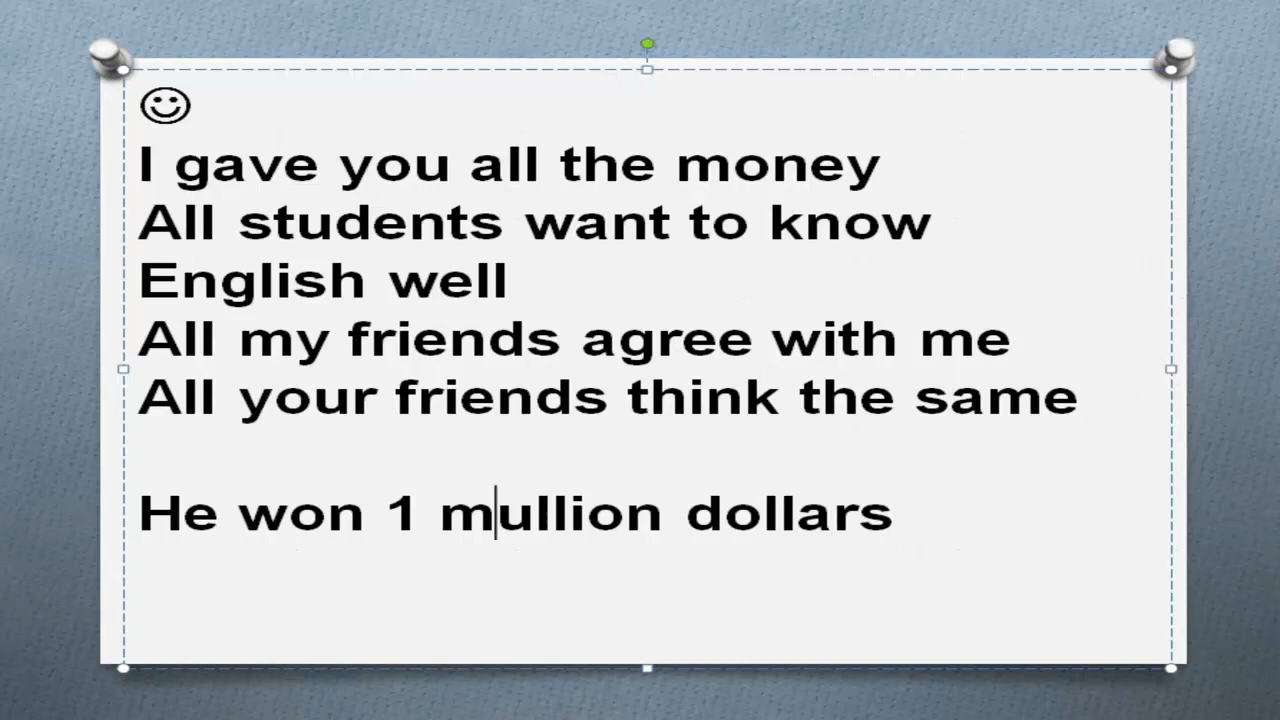 ☺
I gave you all the money
All students want to know
English well
All my friends agree with me
All your friends think the same
He won 1 mullion dollars